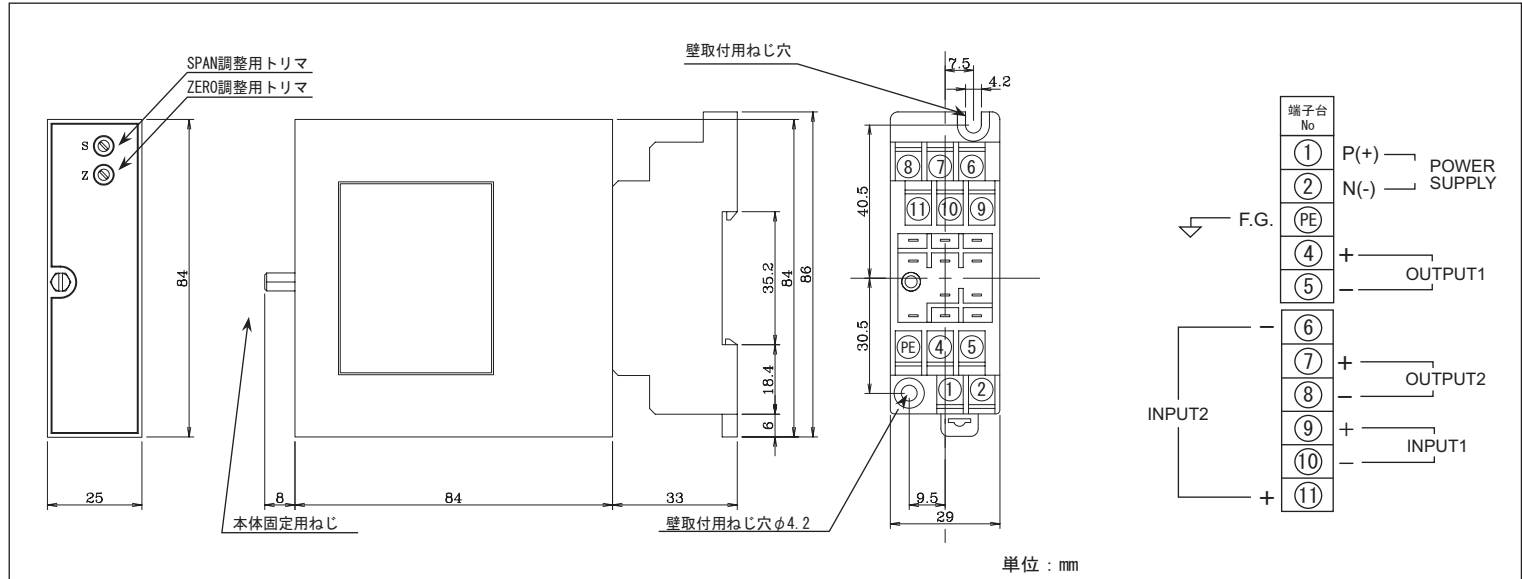 SPAN調整用トリマ
ZERO調整用トリマ
S
Z
84
25
本体固定用ねじ
8
84
33
35.2
84
86
18.4
6
壁取付用ねじ穴
7.5
4.2
40.5
30.5
⑧ ⑦ ⑥
⑪ ⑩ ⑨
PE ④ ⑤
① ②
9.5
29
壁取付用ねじ穴φ4.2
単位:mm
端子台
No
① P(+)
② N(-)
POWER
SUPPLY
F.G. PE
④ +
⑤ −
OUTPUT1
− ⑥
⑦ +
⑧ −
OUTPUT2
INPUT2
⑨ +
⑩ −
INPUT1
+ ⑪